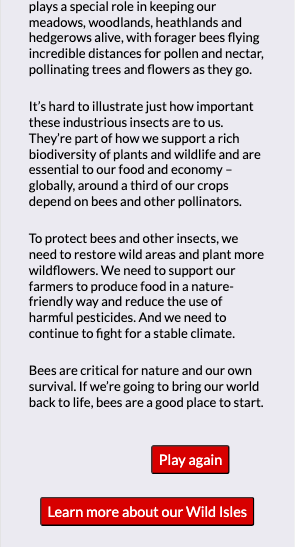 plays a special role in keeping our
meadows, woodlands, heathlands and
hedgerows alive, with forager bees flying
incredible distances for pollen and nectar,
pollinating trees and flowers as they go.
It’s hard to illustrate just how important
these industrious insects are to us.
They’re part of how we support a rich
biodiversity of plants and wildlife and are
essential to our food and economy –
globally, around a third of our crops
depend on bees and other pollinators.
To protect bees and other insects, we
need to restore wild areas and plant more
wildflowers. We need to support our
farmers to produce food in a nature-
friendly way and reduce the use of
harmful pesticides. And we need to
continue to fight for a stable climate.
Bees are critical for nature and our own
survival. If we’re going to bring our world
back to life, bees are a good place to start.
Play again
Learn more about our Wild Isles